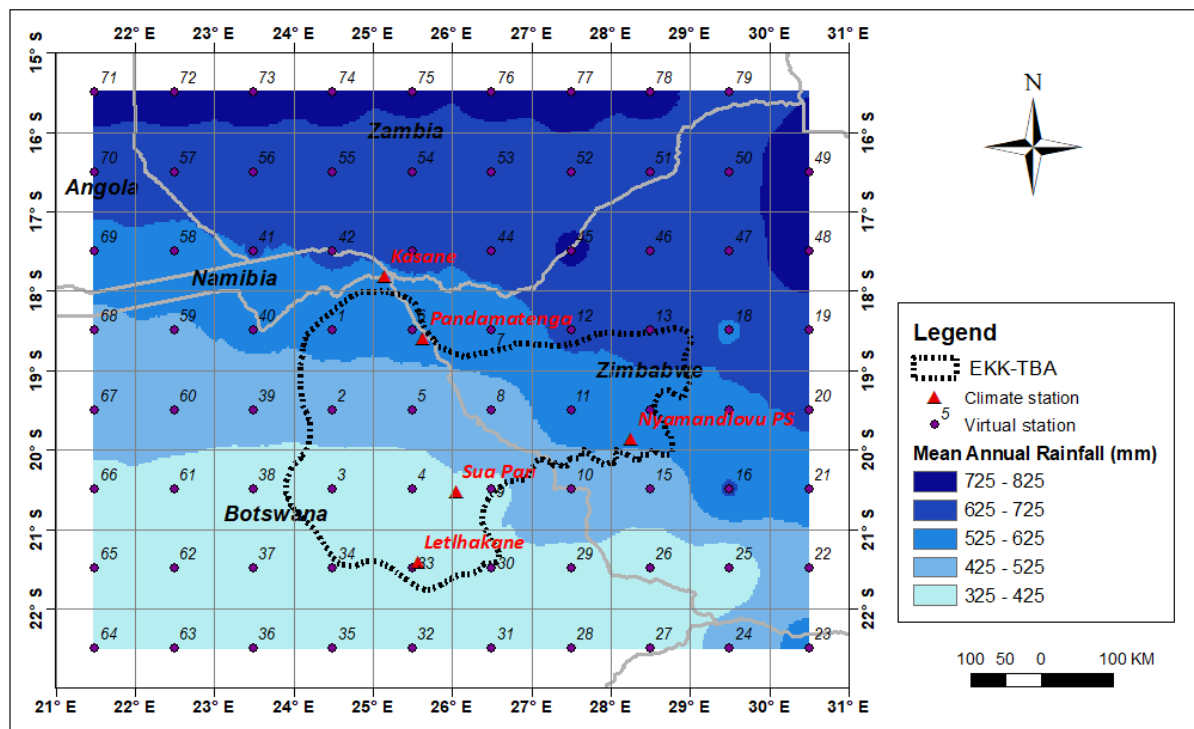 22° E 23° E 24° E 25° E 26° E 27° E 28° E 29° E 30° E 31° E
15° S 15° S
71 72 73 74 75 76 77 78 79
N
16° S Zambia 16° S
70 57 56 55 54 53 52 51 50 49
Angola
17° S 17° S
69 58 41 42 44 45 46 47 48
Kasane
Namibia
18° S 18° S
68 59 40 1 6 7 12 13 18 19
Pandamatenga
19° S Zimbabwe 19° S
67 60 39 2 5 8 11 20
Nyamandlovu PS
20° S 20° S
66 61 38 3 4 9 10 15 16 21
Sua Pan
Botswana
21° S 21° S
65 62 37 34 33 30 29 26 25 22
Letlhakane
22° S 22° S
64 63 36 35 32 31 28 27 24 23
21° E 22° E 23° E 24° E 25° E 26° E 27° E 28° E 29° E 30° E 31° E
Legend
EKK-TBA
Climate station
5 Virtual station
Mean Annual Rainfall (mm)
725 - 825
625 - 725
525 - 625
425 - 525
325 - 425
100 50 0 100 KM